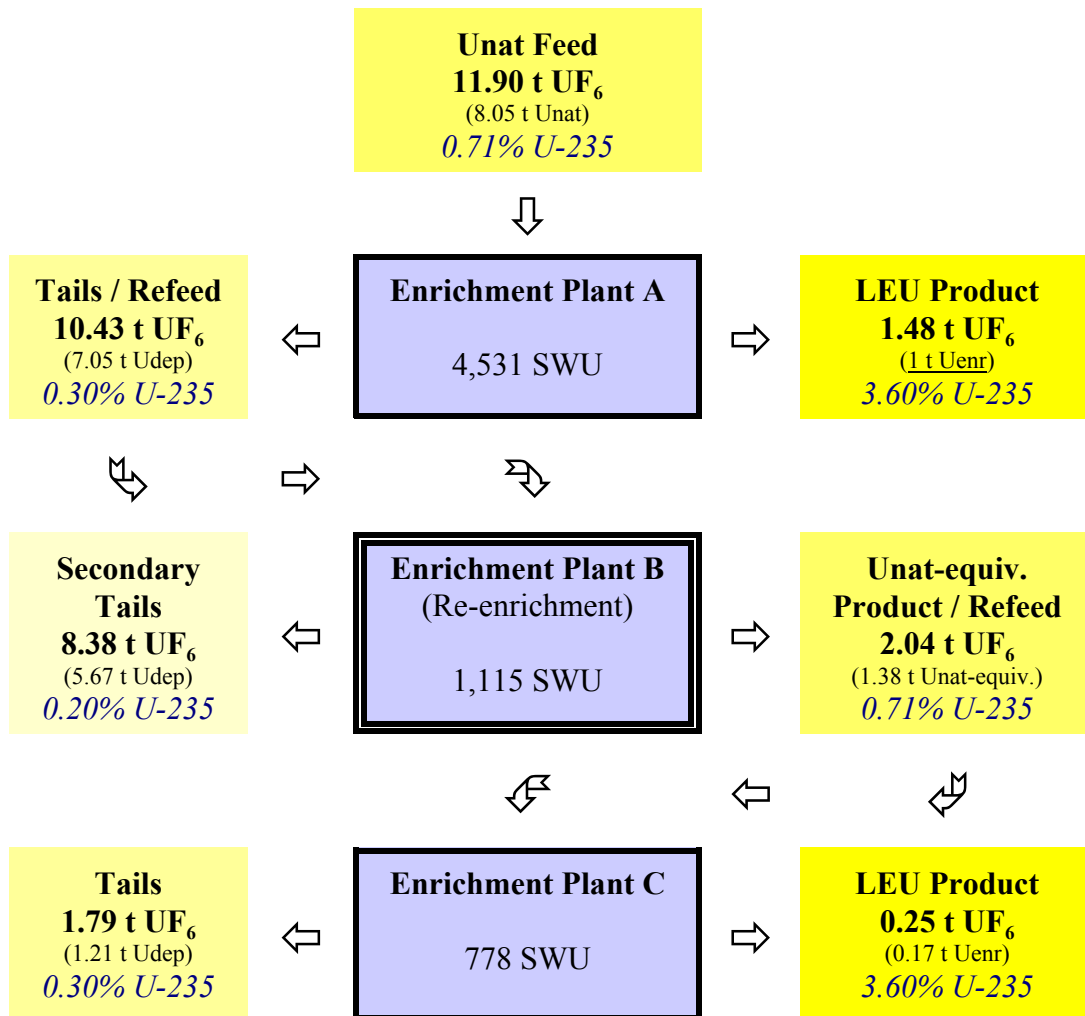 Unat Feed
11.90 t UF₆
(8.05 t Unat)
0.71% U-235
Tails / Refeed
10.43 t UF₆
(7.05 t Udep)
0.30% U-235
Enrichment Plant A
4,531 SWU
LEU Product
1.48 t UF₆
(1 t Uenr)
3.60% U-235
Secondary
Tails
8.38 t UF₆
(5.67 t Udep)
0.20% U-235
Enrichment Plant B
(Re-enrichment)
1,115 SWU
Unat-equiv.
Product / Refeed
2.04 t UF₆
(1.38 t Unat-equiv.)
0.71% U-235
Tails
1.79 t UF₆
(1.21 t Udep)
0.30% U-235
Enrichment Plant C
778 SWU
LEU Product
0.25 t UF₆
(0.17 t Uenr)
3.60% U-235